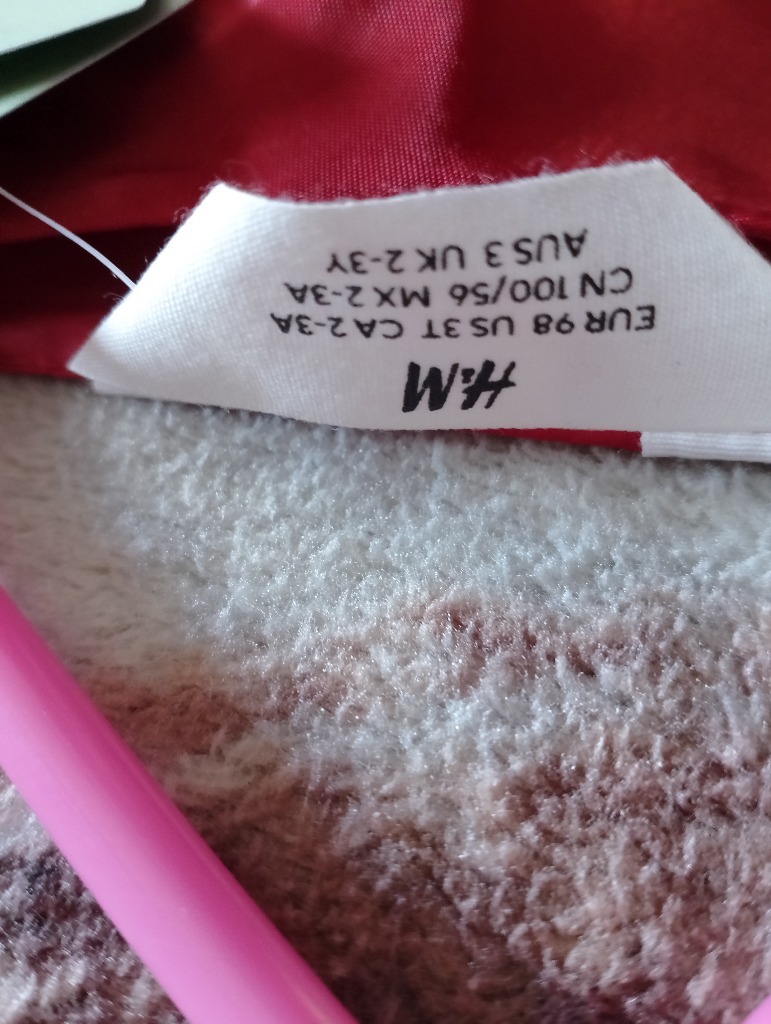 H&M
EUR 98 US 3T CA 2-3A
CN 100/56 MX 2-3A
AUS 3 UK 2-3Y